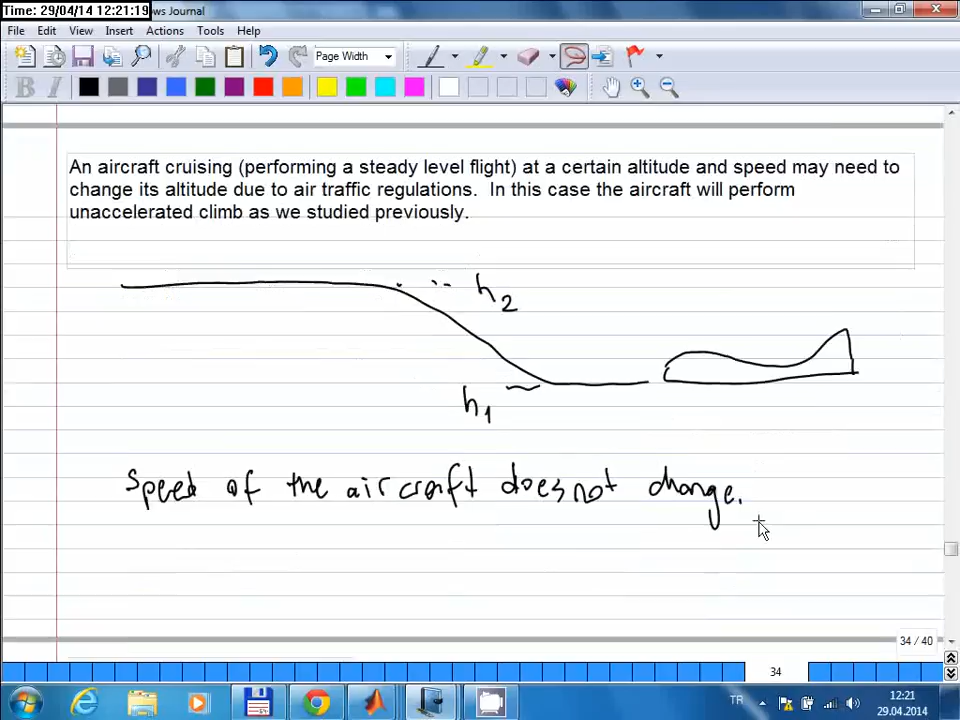 Time: 29/04/14 12:21:19
ws Journal
File Edit View Insert Actions Tools Help
Page Width
B I
An aircraft cruising (performing a steady level flight) at a certain altitude and speed may need to
change its altitude due to air traffic regulations. In this case the aircraft will perform
unaccelerated climb as we studied previously.
h2
h1
Speed of the aircraft does not change.
34 / 40
34
TR
12:21
29.04.2014